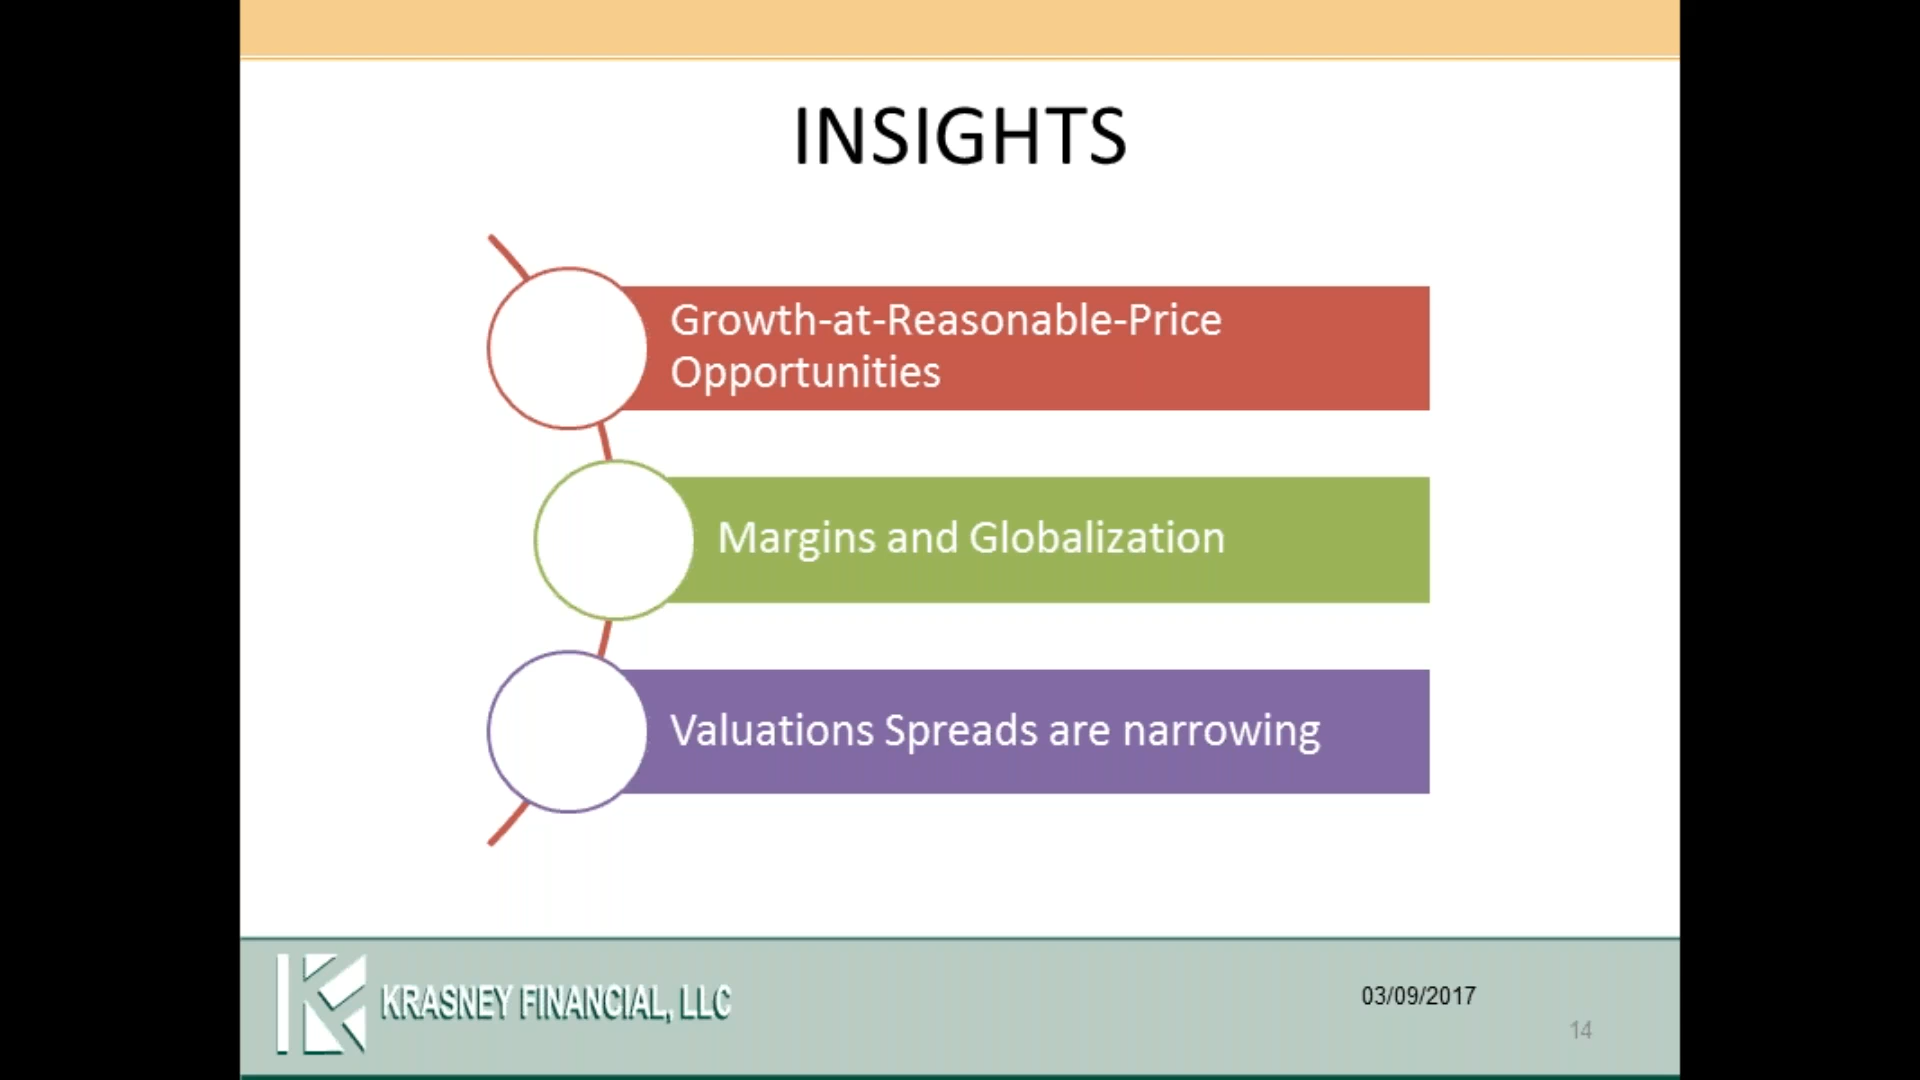 INSIGHTS
Growth-at-Reasonable-Price
Opportunities
Margins and Globalization
Valuations Spreads are narrowing
KRASNEY FINANCIAL, LLC
03/09/2017
14